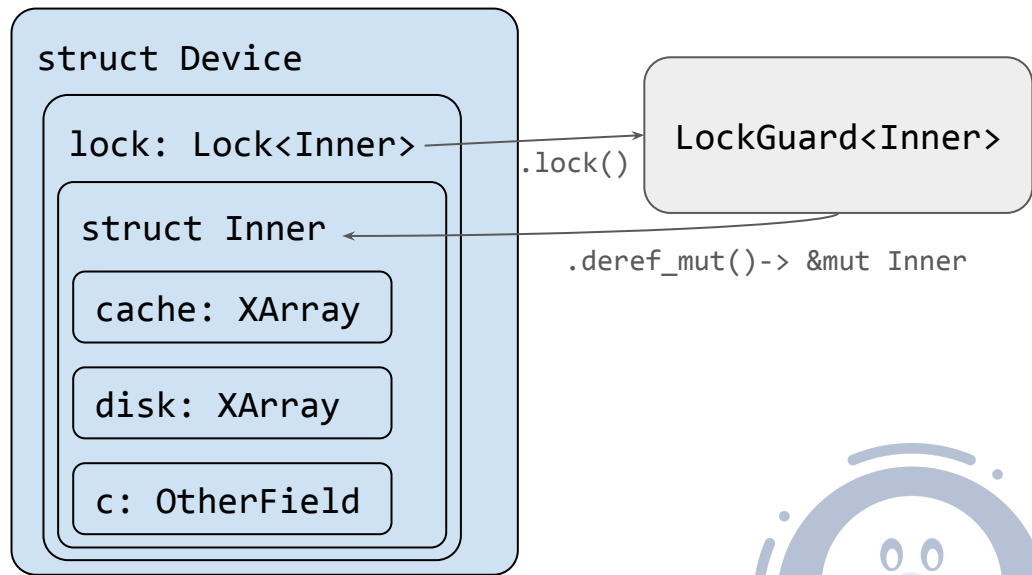 struct Device
lock: Lock<Inner>
.lock()
LockGuard<Inner>
struct Inner
.deref_mut()-> &mut Inner
cache: XArray
disk: XArray
c: OtherField